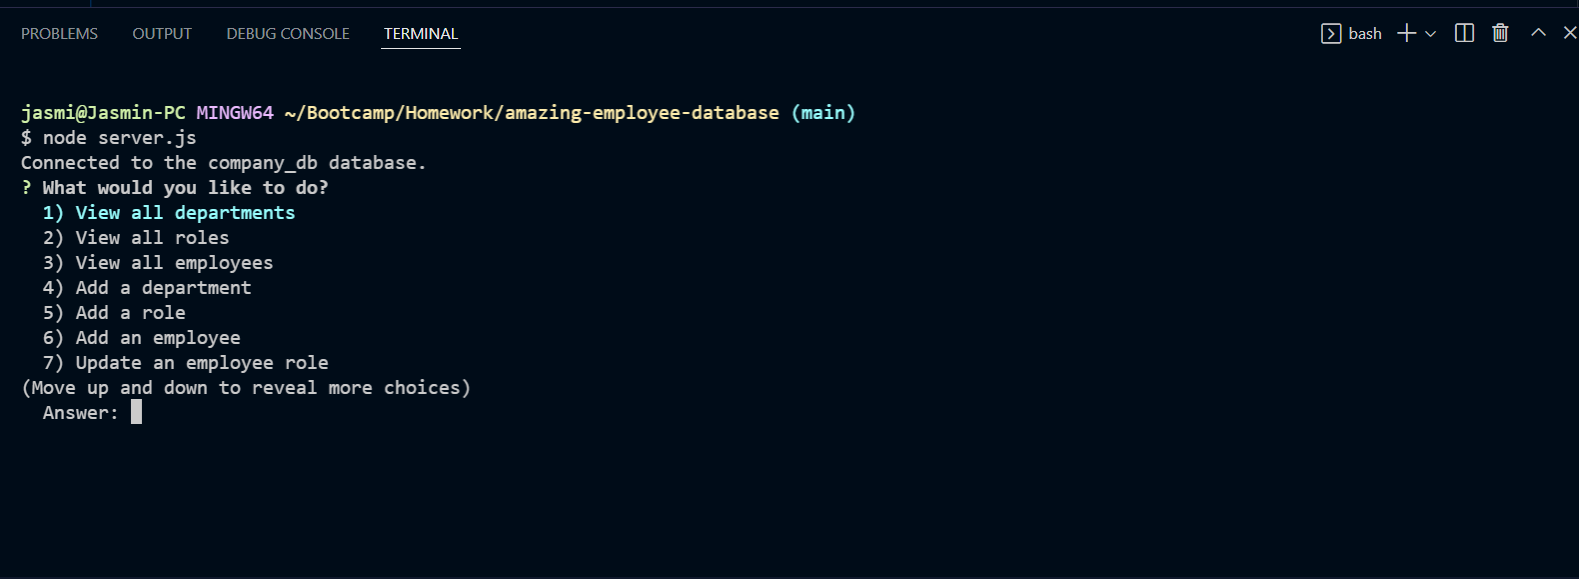 PROBLEMS OUTPUT DEBUG CONSOLE TERMINAL bash
jasmi@Jasmin-PC MINGW64 ~/Bootcamp/Homework/amazing-employee-database (main)
$ node server.js
Connected to the company_db database.
? What would you like to do?
1) View all departments
2) View all roles
3) View all employees
4) Add a department
5) Add a role
6) Add an employee
7) Update an employee role
(Move up and down to reveal more choices)
Answer: